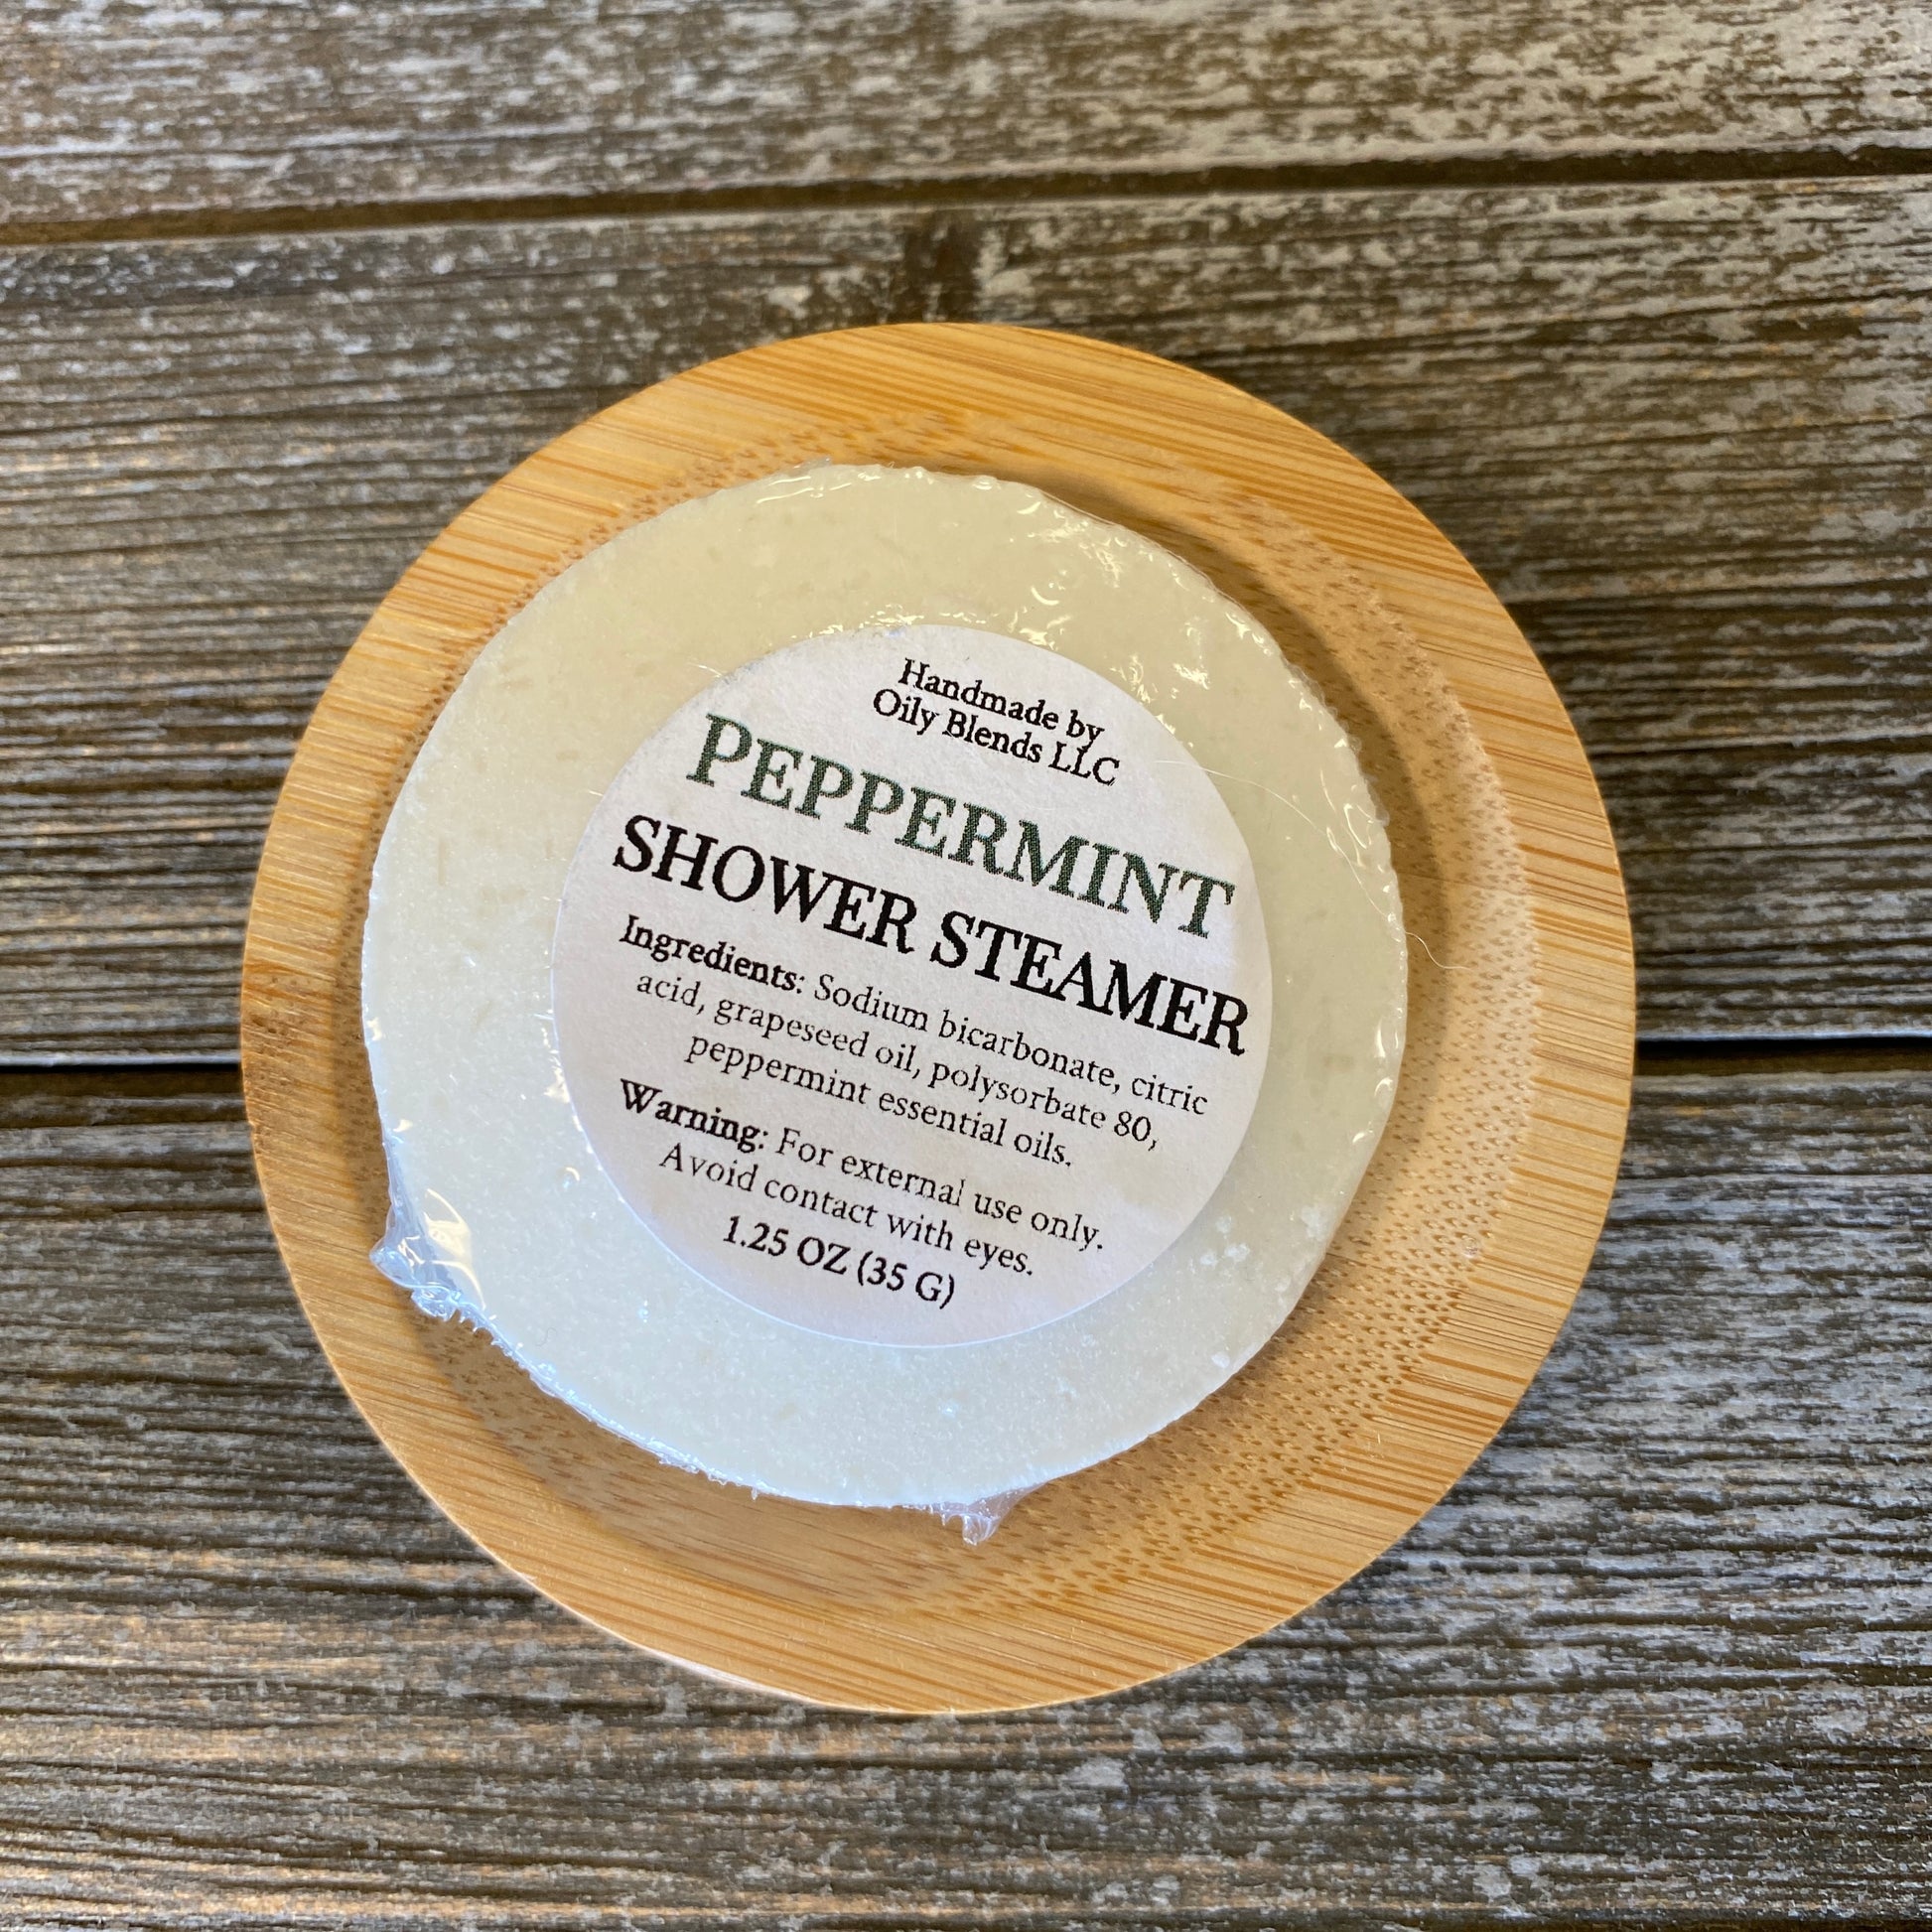 Handmade by
Oily Blends LLC
PEPPERMINT
SHOWER STEAMER
Ingredients: Sodium bicarbonate, citric
acid, grapeseed oil, polysorbate 80,
peppermint essential oils.
Warning: For external use only.
Avoid contact with eyes.
1.25 OZ (35 G)